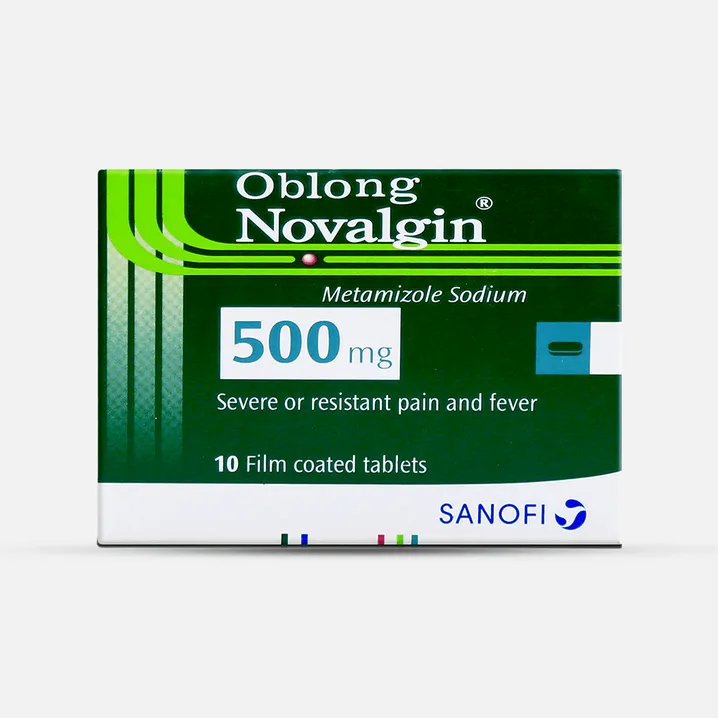 Oblong
Novalgin®
Metamizole Sodium
500 mg
Severe or resistant pain and fever
10 Film coated tablets
SANOFI